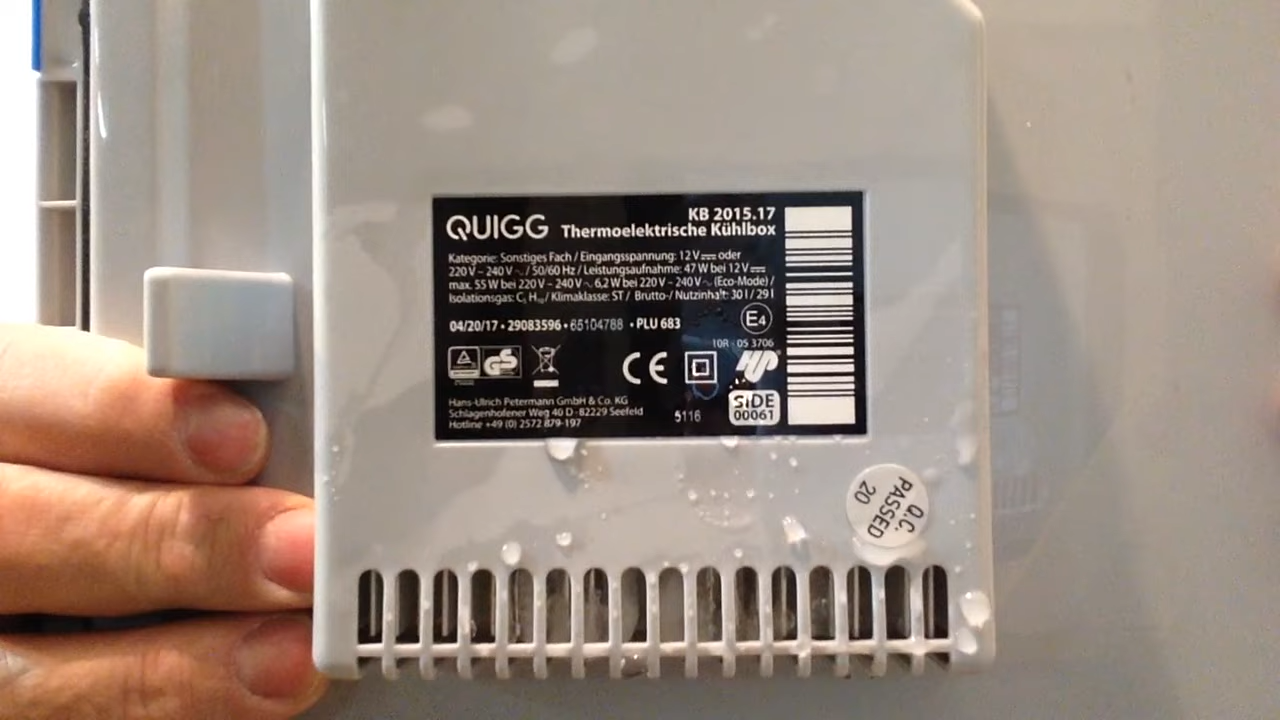 QUIGG
KB 2015.17
Thermoelektrische Kühlbox
Kategorie: Sonstiges Fach / Eingangsspannung: 12 V⎓ oder
220 V ~ 240 V ~ / 50/60 Hz / Leistungsaufnahme: 47 W bei 12 V⎓
max. 55 W bei 220 V ~ 240 V ~ 6,2 W bei 220 V ~ 240 V ~ (Eco-Mode) /
Isolationsgas: C₅ H₁₀ / Klimaklasse: ST / Brutto-/ Nutzinhalt: 30 l / 29 l
04/20/17 • 29083596 • 65104788 • PLU 683
E4
10R - 05 3706
GS
CE
Hans-Ulrich Petermann GmbH & Co. KG
Schlagenhofener Weg 40 D - 82229 Seefeld
Hotline +49 (0) 2572 879-197
5116
SIDE
00061
Q.C.
PASSED
20